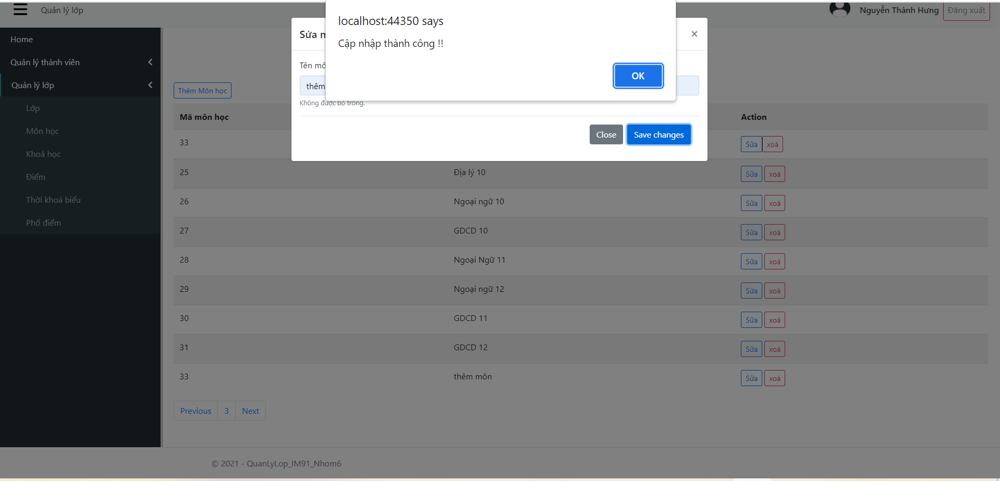 Quản lý lớp
Nguyễn Thành Hưng
Đăng xuất
localhost:44350 says
Cập nhập thành công !!
OK
Home
Quản lý thành viên
Quản lý lớp
Lớp
Môn học
Khoá học
Điểm
Thời khoá biểu
Phổ điểm
Sửa
×
Tên
thêm
Không được bỏ trống.
Close
Save changes
Thêm Môn học
Mã môn học Action
33 Sửa xoá
25 Địa lý 10 Sửa xoá
26 Ngoại ngữ 10 Sửa xoá
27 GDCD 10 Sửa xoá
28 Ngoại Ngữ 11 Sửa xoá
29 Ngoại ngữ 12 Sửa xoá
30 GDCD 11 Sửa xoá
31 GDCD 12 Sửa xoá
33 thêm môn Sửa xoá
Previous 3 Next
© 2021 - QuanLyLop_IM91_Nhom6